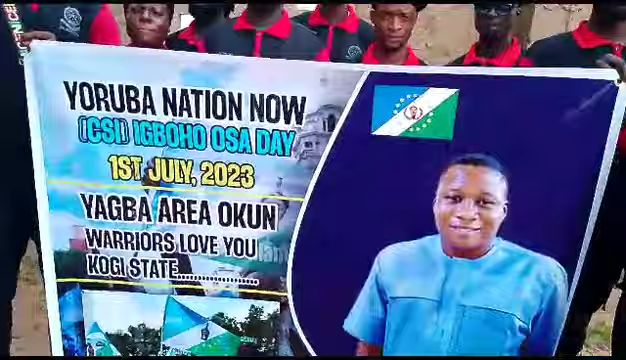 YORUBA NATION NOW
(CSI) IGBOHO OSA DAY
1ST JULY, 2023
YAGBA AREA OKUN
WARRIORS LOVE YOU
KOGI STATE....................